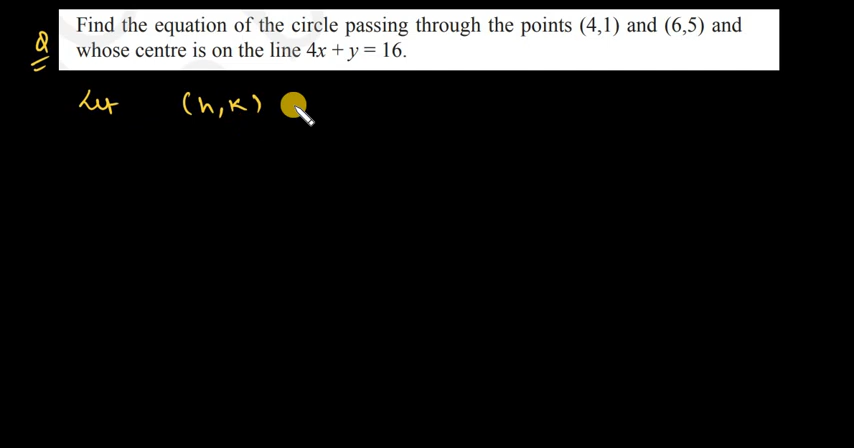 Q
Find the equation of the circle passing through the points (4,1) and (6,5) and
whose centre is on the line 4x + y = 16.
Let (h, k)